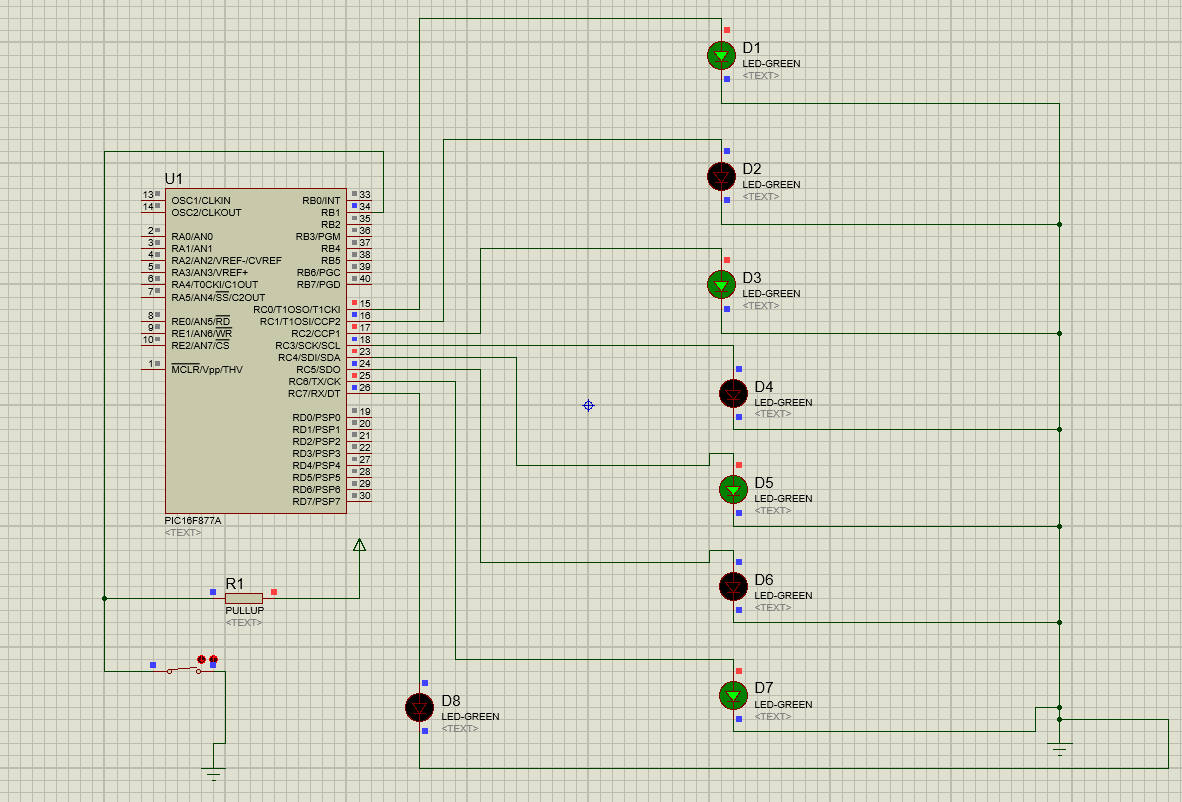 D1
LED-GREEN
<TEXT>
D2
LED-GREEN
<TEXT>
U1
13 OSC1/CLKIN RB0/INT 33
14 OSC2/CLKOUT RB1 34
RB2 35
2 RA0/AN0 RB3/PGM 36
3 RA1/AN1 RB4 37
4 RA2/AN2/VREF-/CVREF RB5 38
5 RA3/AN3/VREF+ RB6/PGC 39
6 RA4/T0CKI/C1OUT RB7/PGD 40
7 RA5/AN4/SS/C2OUT
RC0/T1OSO/T1CKI 15
8 RE0/AN5/RD RC1/T1OSI/CCP2 16
9 RE1/AN6/WR RC2/CCP1 17
10 RE2/AN7/CS RC3/SCK/SCL 18
RC4/SDI/SDA 23
1 MCLR/Vpp/THV RC5/SDO 24
RC6/TX/CK 25
RC7/RX/DT 26
RD0/PSP0 19
RD1/PSP1 20
RD2/PSP2 21
RD3/PSP3 22
RD4/PSP4 27
RD5/PSP5 28
RD6/PSP6 29
RD7/PSP7 30
PIC16F877A
<TEXT>
D3
LED-GREEN
<TEXT>
D4
LED-GREEN
<TEXT>
D5
LED-GREEN
<TEXT>
D6
LED-GREEN
<TEXT>
R1
PULLUP
<TEXT>
D7
LED-GREEN
<TEXT>
D8
LED-GREEN
<TEXT>